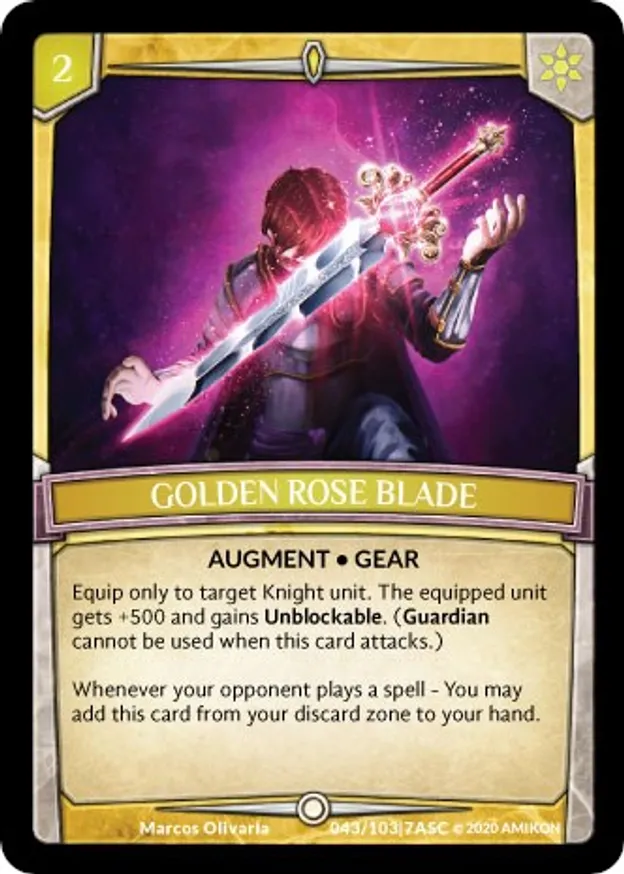 2
GOLDEN ROSE BLADE
AUGMENT • GEAR
Equip only to target Knight unit. The equipped unit
gets +500 and gains Unblockable. (Guardian
cannot be used when this card attacks.)
Whenever your opponent plays a spell - You may
add this card from your discard zone to your hand.
Marcos Olivaria 043/103|7ASC © 2020 AMIKON